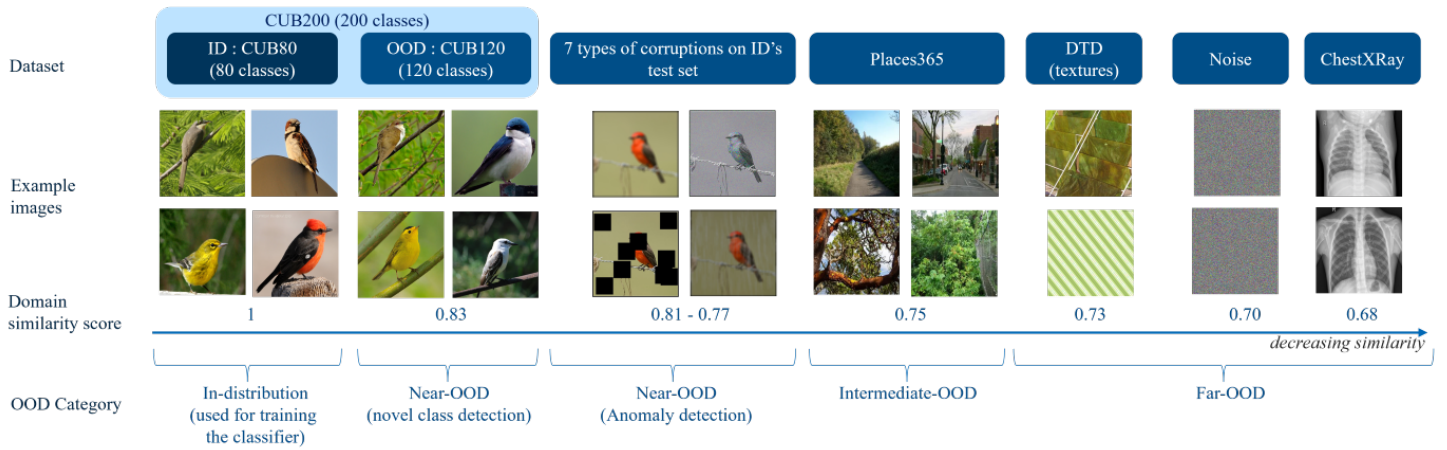 CUB200 (200 classes)
Dataset
ID : CUB80
(80 classes)
OOD : CUB120
(120 classes)
7 types of corruptions on ID's
test set
Places365
DTD
(textures)
Noise
ChestXRay
Example
images
Domain
similarity score
1
0.83
0.81 - 0.77
0.75
0.73
0.70
0.68
decreasing similarity
OOD Category
In-distribution
(used for training
the classifier)
Near-OOD
(novel class detection)
Near-OOD
(Anomaly detection)
Intermediate-OOD
Far-OOD